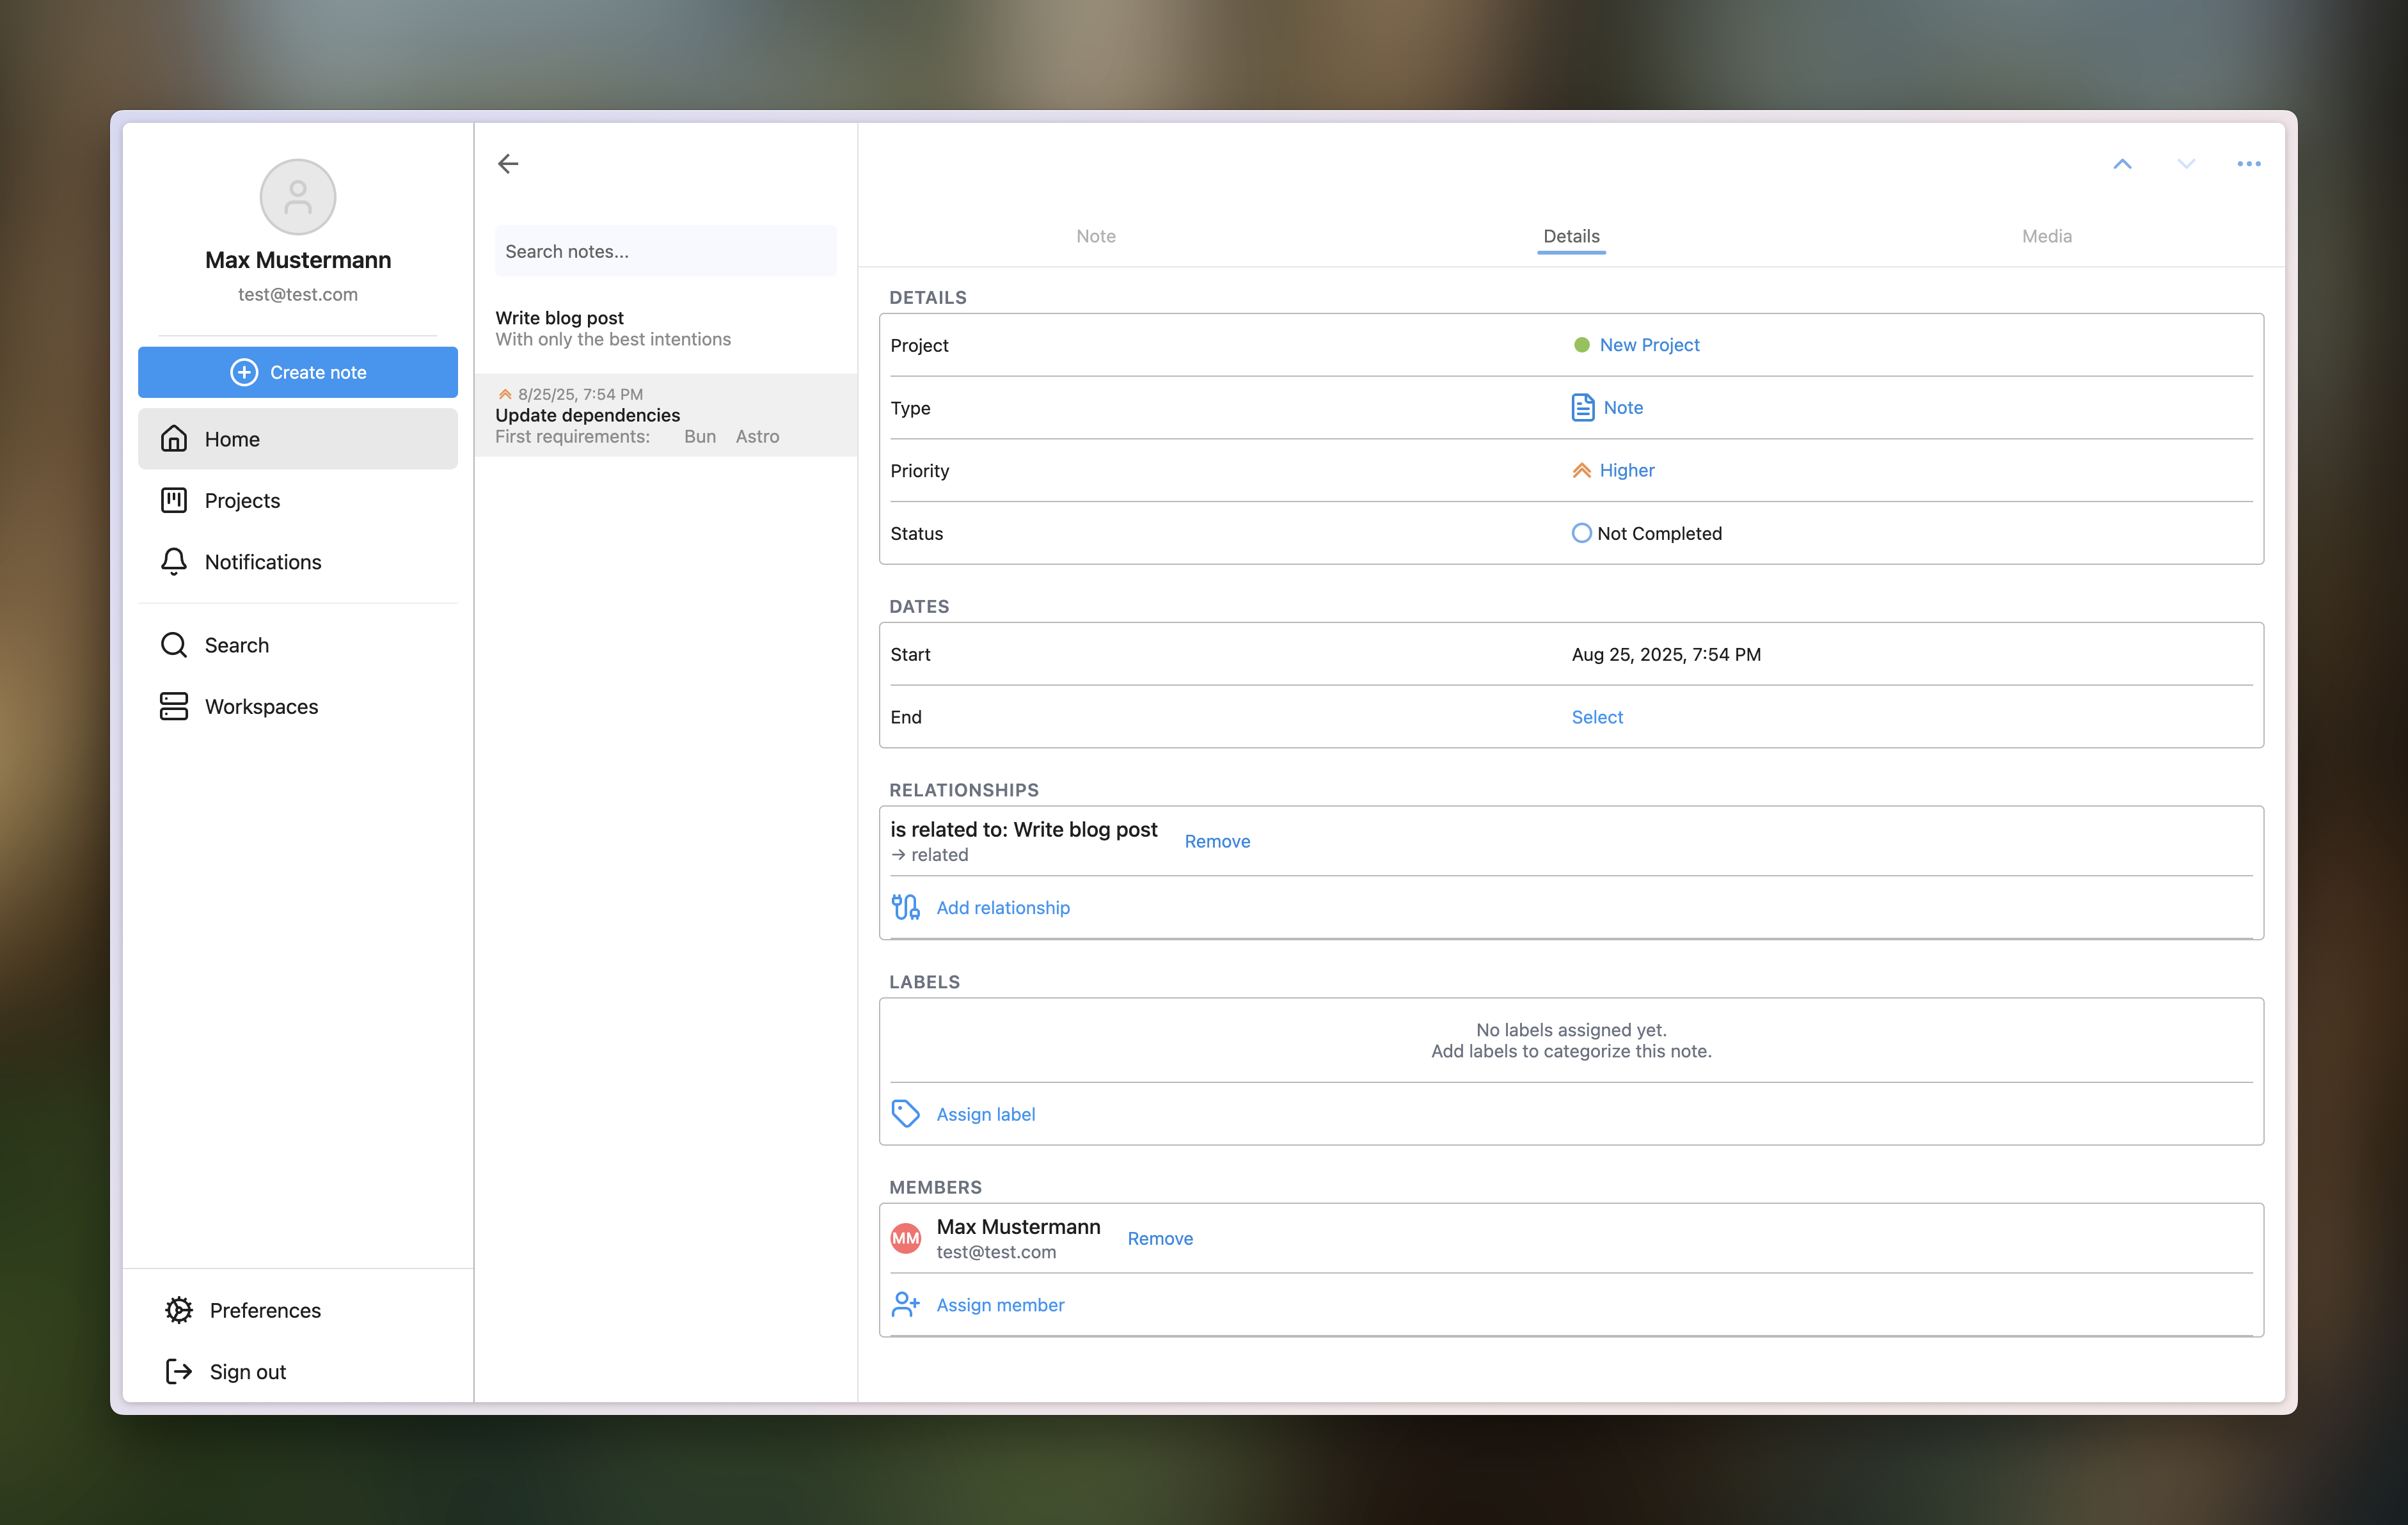 Max Mustermann
test@test.com
Create note
Home
Projects
Notifications
Search
Workspaces
Preferences
Sign out
Search notes...
Write blog post
With only the best intentions
8/25/25, 7:54 PM
Update dependencies
First requirements: Bun Astro
Note Details Media
DETAILS
Project New Project
Type Note
Priority Higher
Status Not Completed
DATES
Start Aug 25, 2025, 7:54 PM
End Select
RELATIONSHIPS
is related to: Write blog post
→ related
Remove
Add relationship
LABELS
No labels assigned yet.
Add labels to categorize this note.
Assign label
MEMBERS
MM
Max Mustermann
test@test.com
Remove
Assign member